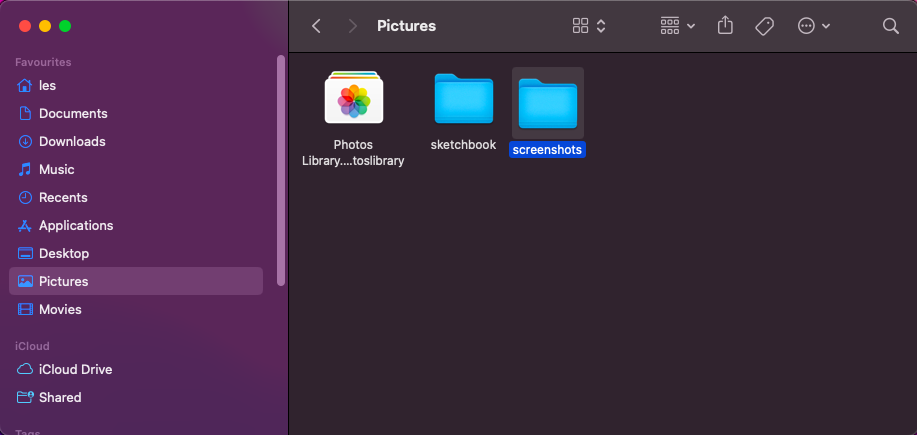 Pictures
Favourites
les
Documents
Downloads
Music
Recents
Applications
Desktop
Pictures
Movies
iCloud
iCloud Drive
Shared
Tags
Photos
Library....toslibrary
sketchbook
screenshots